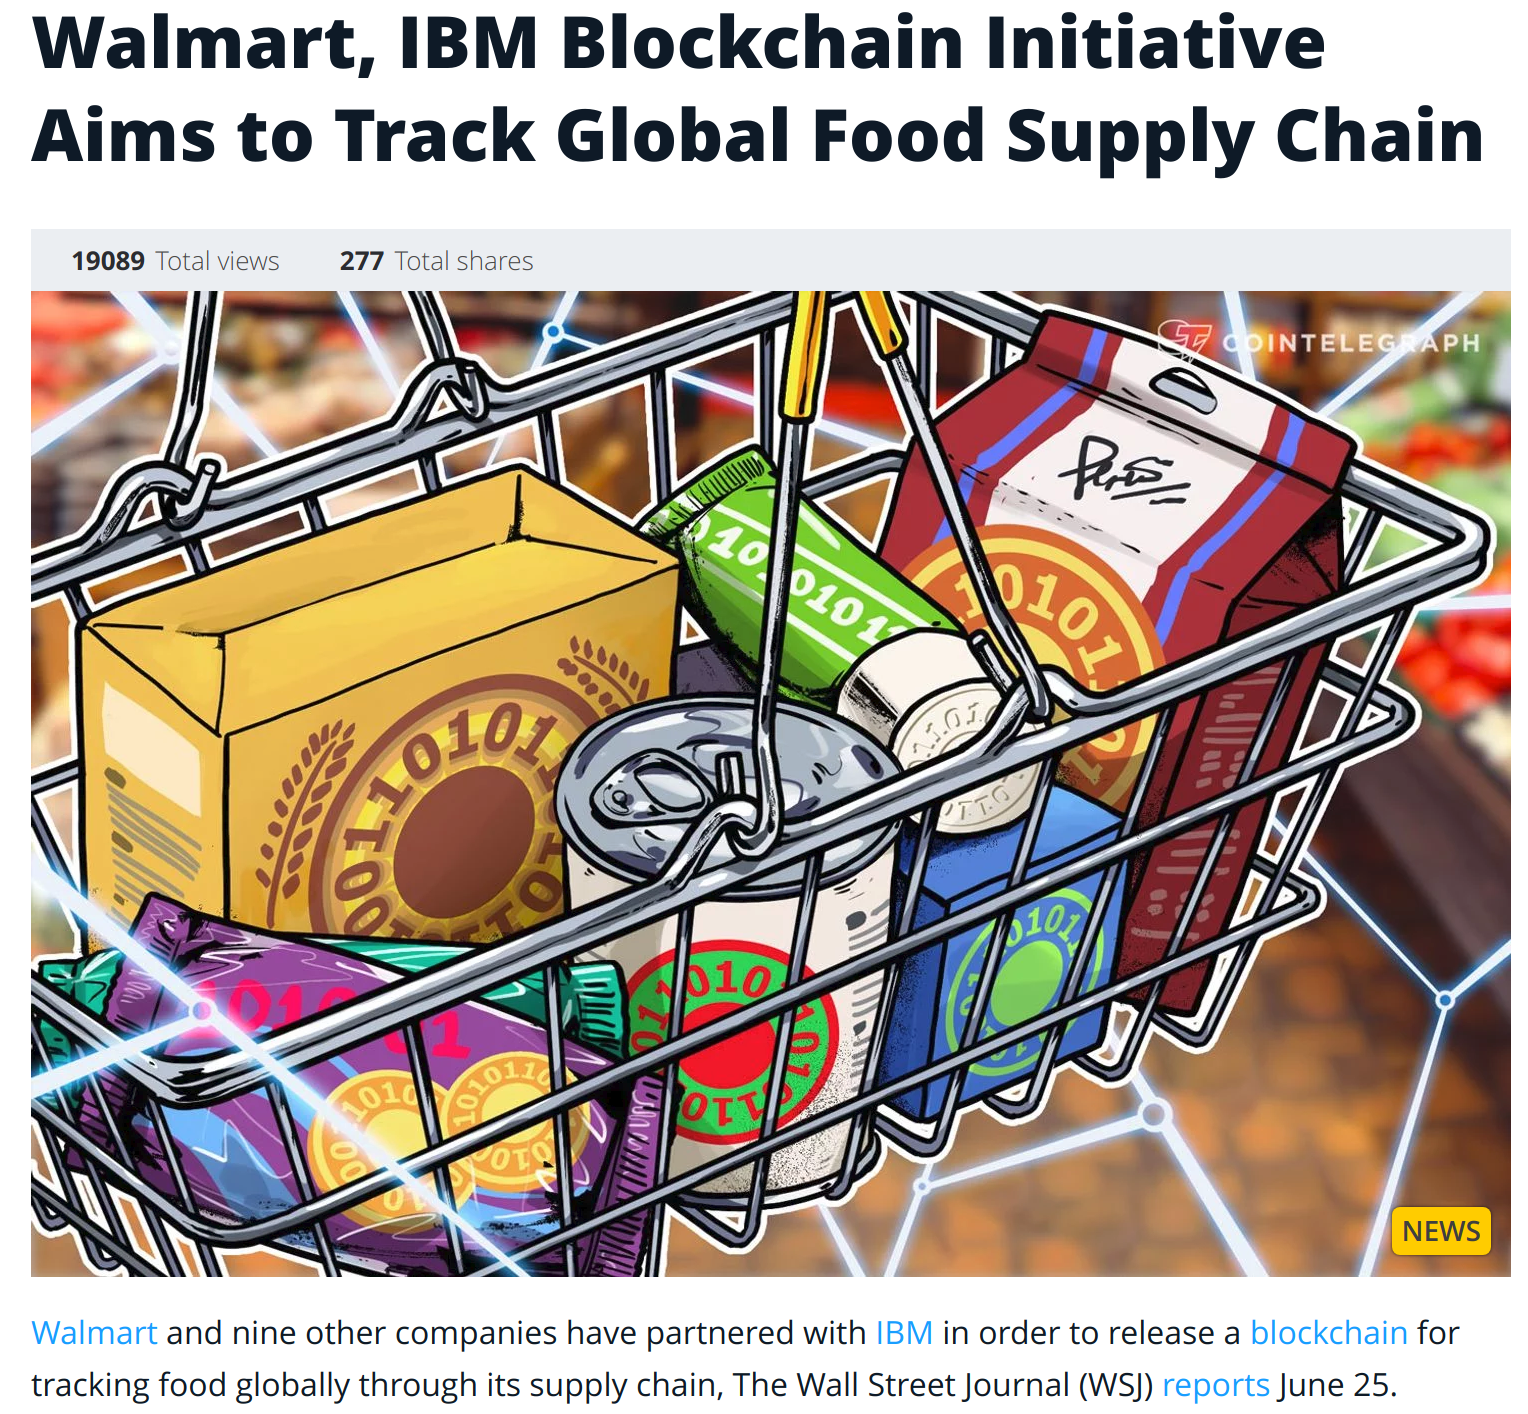 Walmart, IBM Blockchain Initiative
Aims to Track Global Food Supply Chain
19089 Total views 277 Total shares
COINTELEGRAPH
NEWS
Walmart and nine other companies have partnered with IBM in order to release a blockchain for
tracking food globally through its supply chain, The Wall Street Journal (WSJ) reports June 25.